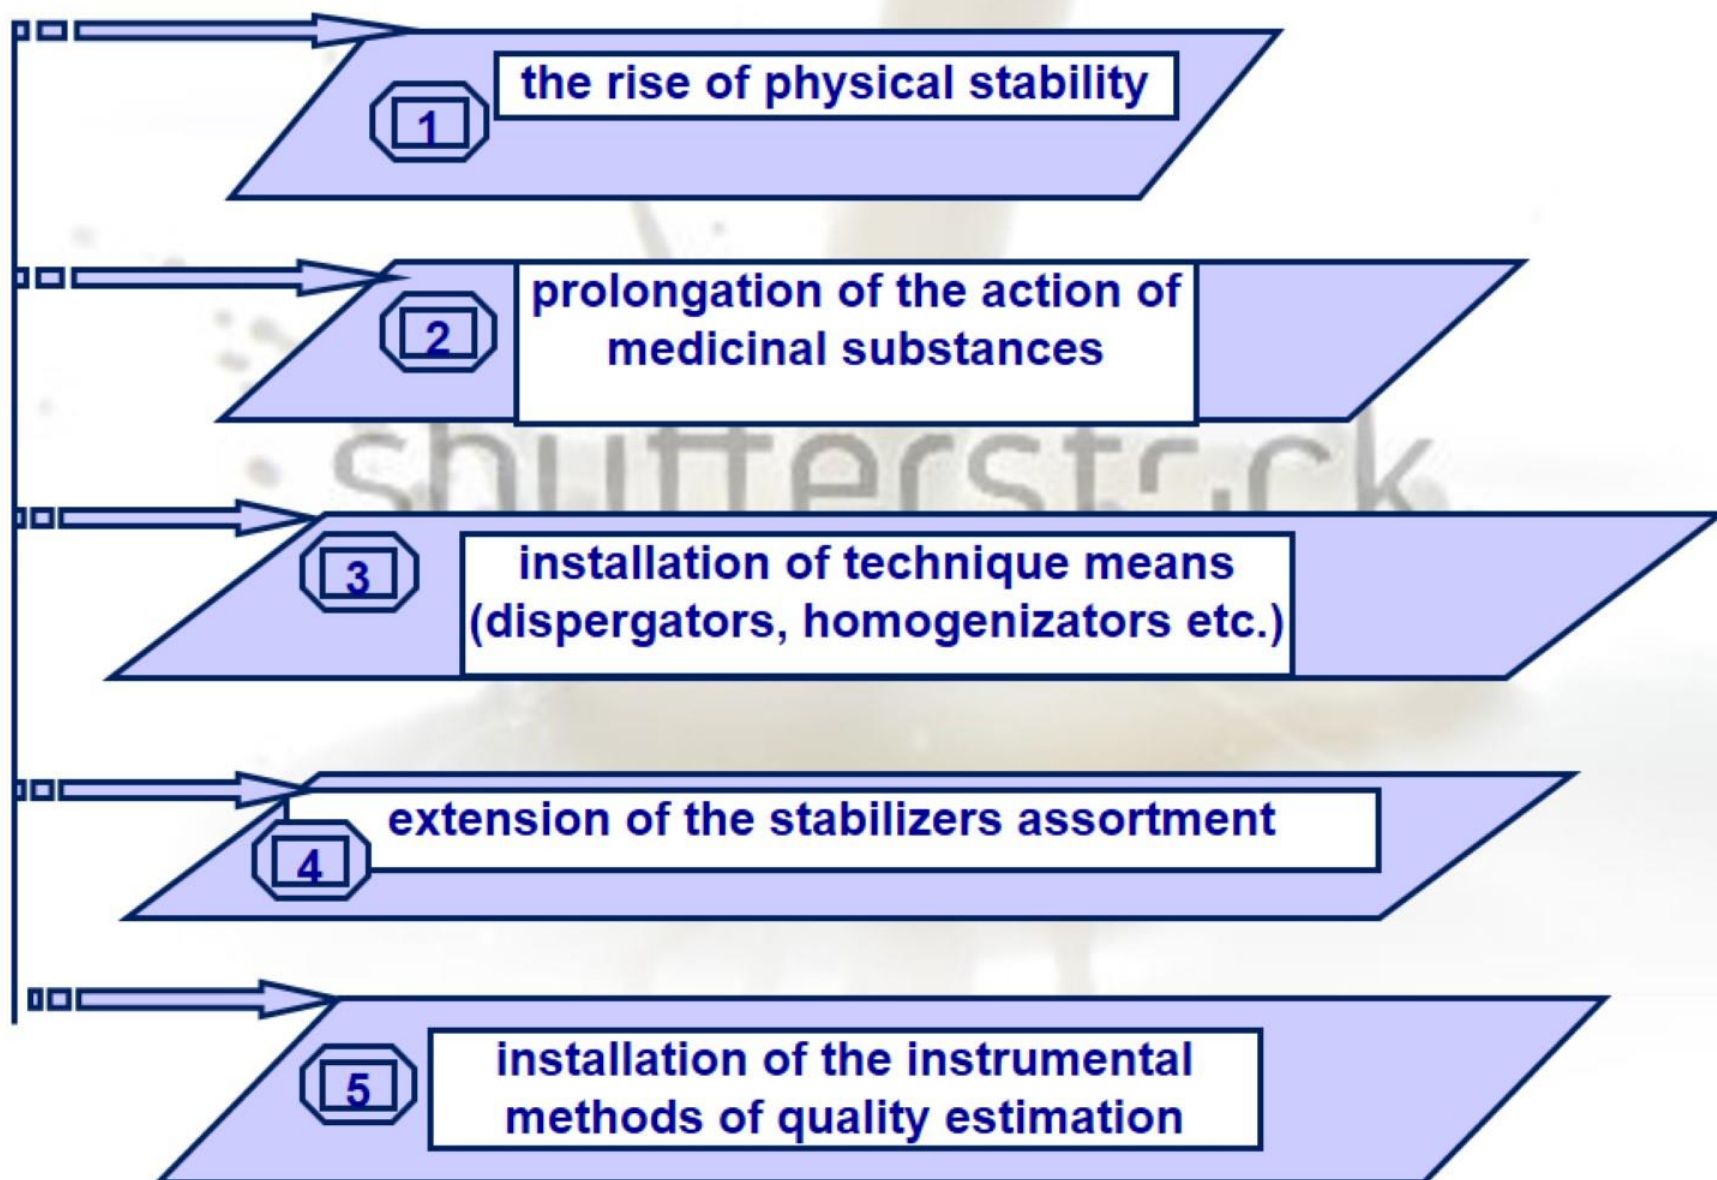 1
the rise of physical stability
2
prolongation of the action of
medicinal substances
shutterstock
3
installation of technique means
(dispergators, homogenizators etc.)
4
extension of the stabilizers assortment
5
installation of the instrumental
methods of quality estimation